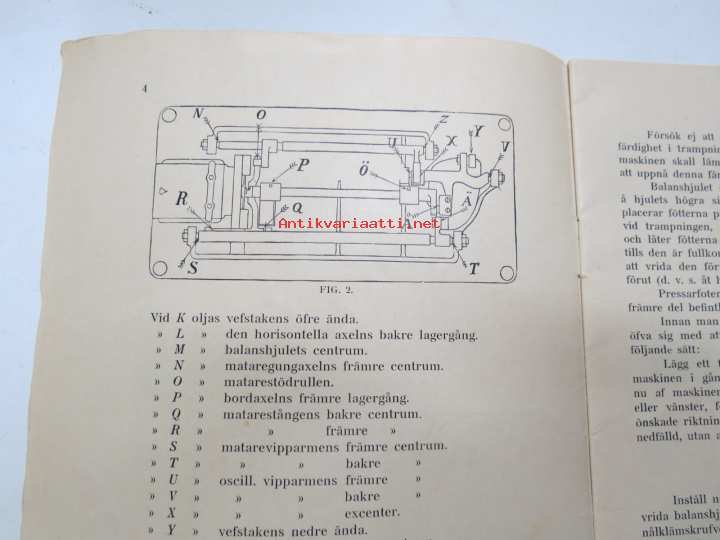 4
N O Z
X Y V
P Ö
R Q A Ä
Antikvariaatti.net
S T
FIG. 2.
Vid K oljas vefstakens öfre ända.
» L » den horisontella axelns bakre lagergång.
» M » balanshjulets centrum.
» N » mataregungaxelns främre centrum.
» O » matarestödrullen.
» P » bordaxelns främre lagergång.
» Q » matarestångens bakre centrum.
» R » » främre »
» S » matarevipparmens främre centrum.
» T » » bakre »
» U » oscill. vipparmens främre »
» V » » » bakre »
» X » » » excenter.
» Y » vefstakens nedre ända.
Försök ej att
färdighet i trampnin
maskinen skall läm
att uppnå denna fär
Balanshjulet
å hjulets högra si
placerar fötterna p
vid trampningen,
och låter fötterna
tills den är fullkon
att vrida den för
förut (d. v. s. åt h
Pressarfoten
främre del befintl
Innan man
öfva sig med at
följande sätt:
Lägg ett t
maskinen i gån
nu af maskinen
eller vänster, f
önskade riktnin
nedfälld, utan a
Inställ n
vrida balanshj
nålklämskrufv